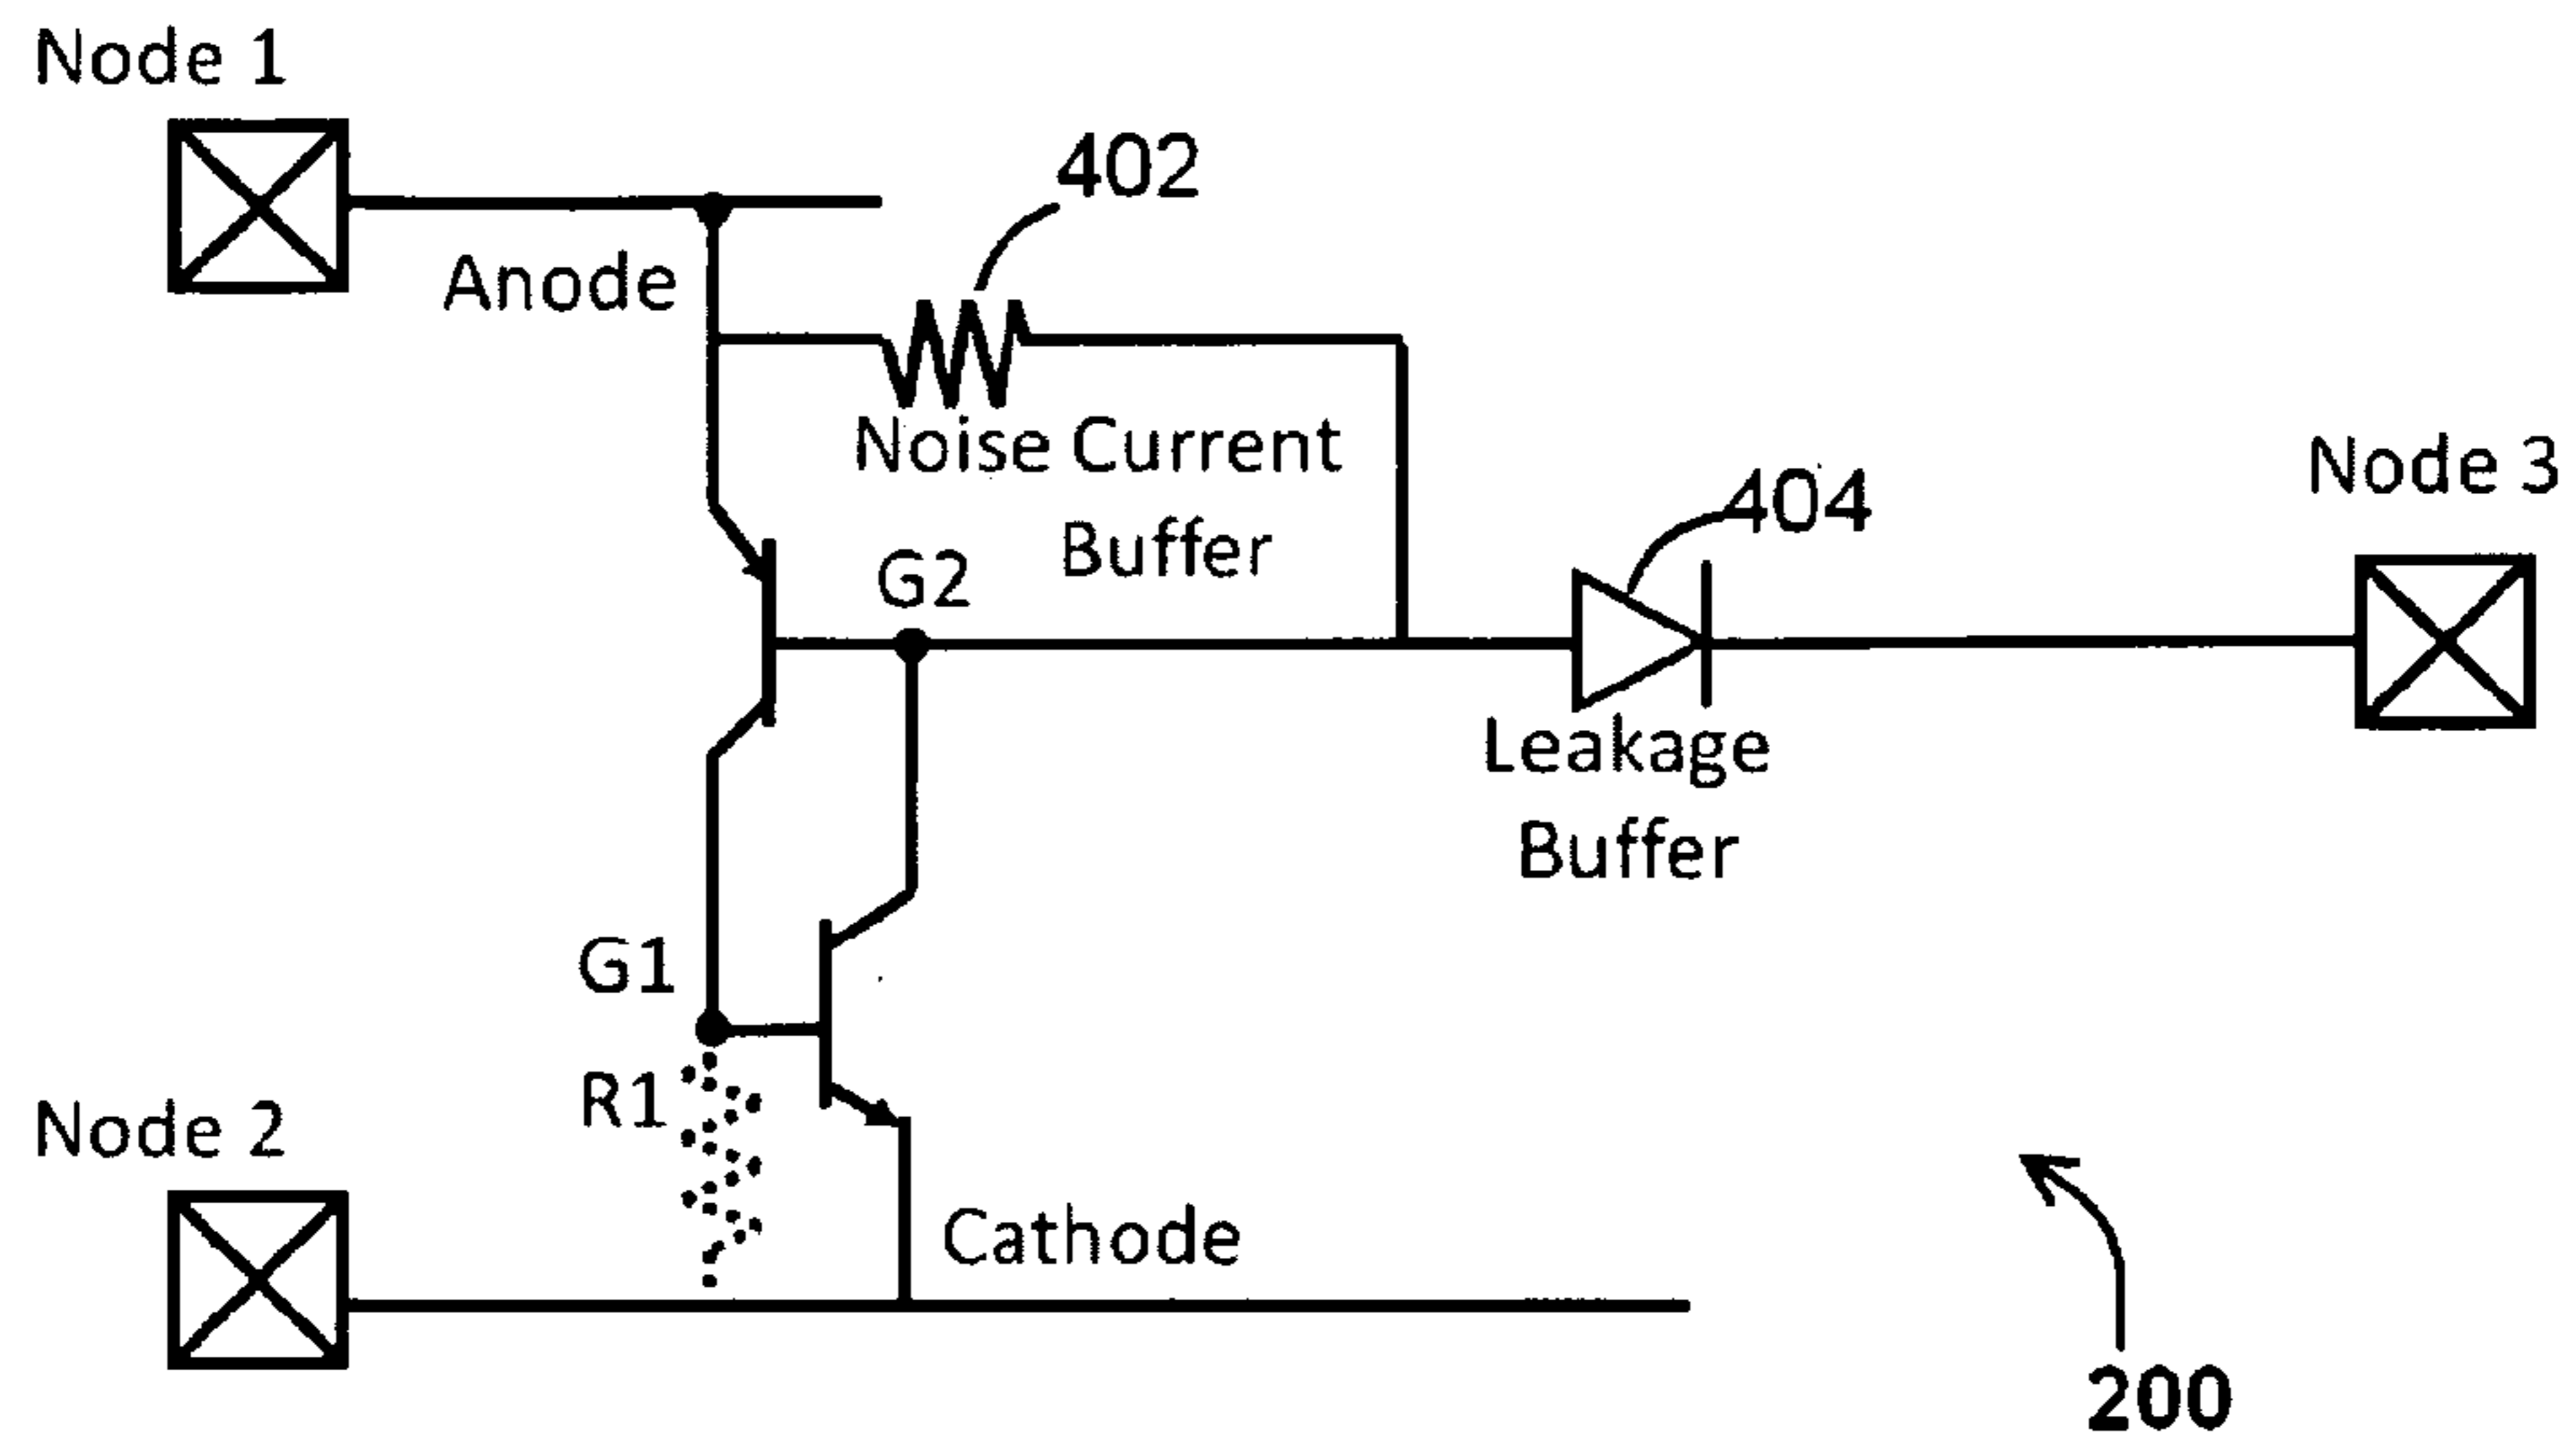 Node 1
402
Anode
Noise Current
Buffer
G2
404
Node 3
Leakage
Buffer
G1
R1
Node 2
Cathode
200